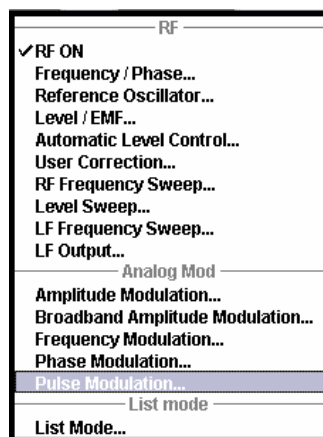 RF
RF ON
Frequency / Phase...
Reference Oscillator...
Level / EMF...
Automatic Level Control...
User Correction...
RF Frequency Sweep...
Level Sweep...
LF Frequency Sweep...
LF Output...
Analog Mod
Amplitude Modulation...
Broadband Amplitude Modulation...
Frequency Modulation...
Phase Modulation...
Pulse Modulation...
List mode
List Mode...